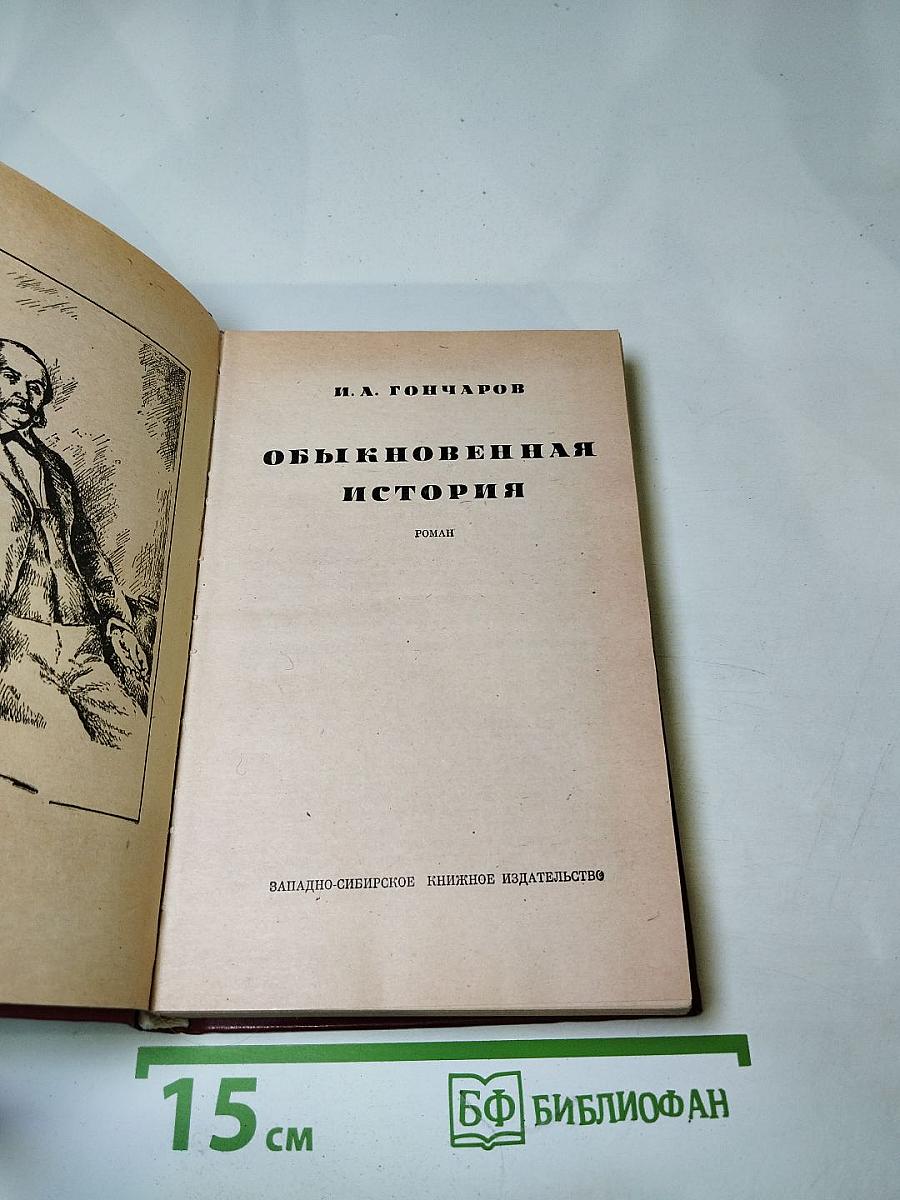 И. А. ГОНЧАРОВ
ОБЫКНОВЕННАЯ
ИСТОРИЯ
РОМАН
ЗАПАДНО-СИБИРСКОЕ КНИЖНОЕ ИЗДАТЕЛЬСТВО
15 см
БФ БИБЛИОФАН